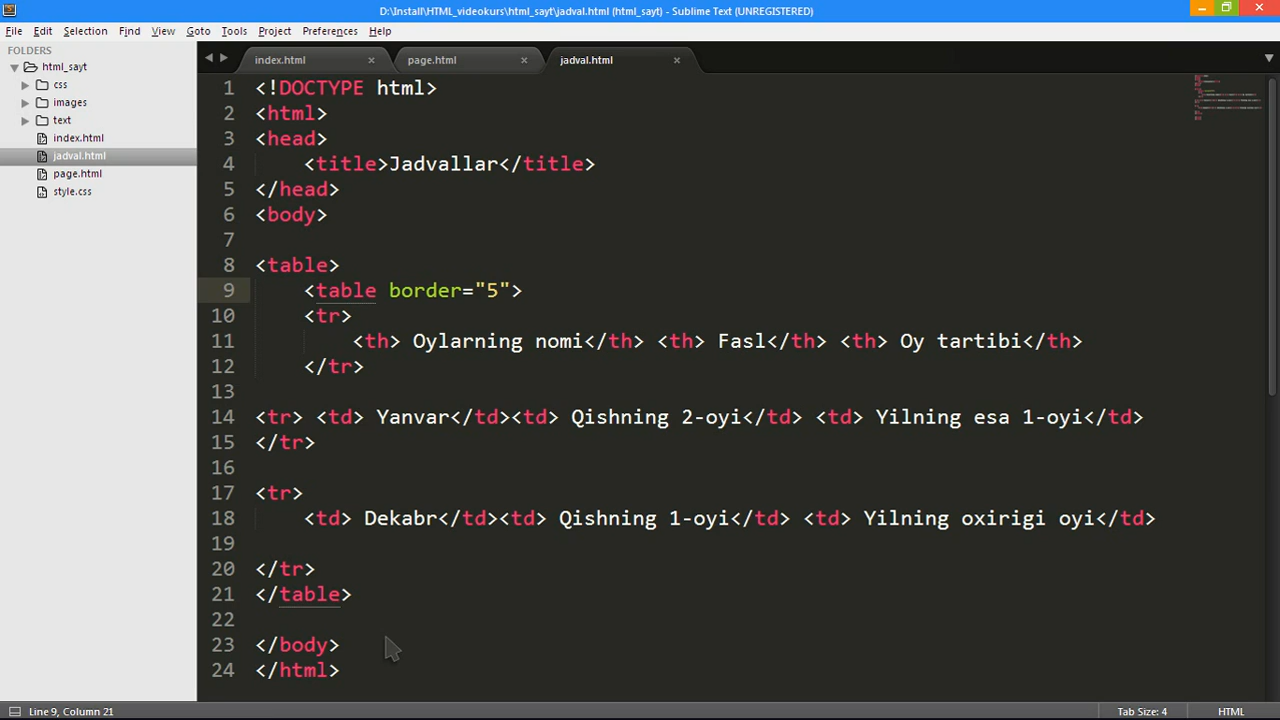 D:\Install\HTML_videokurs\html_sayt\jadval.html (html_sayt) - Sublime Text (UNREGISTERED)
File Edit Selection Find View Goto Tools Project Preferences Help
FOLDERS
html_sayt
css
images
text
index.html
jadval.html
page.html
style.css
index.html page.html jadval.html
1 <!DOCTYPE html>
2 <html>
3 <head>
4     <title>Jadvallar</title>
5 </head>
6 <body>
7
8 <table>
9     <table border="5">
10     <tr>
11         <th> Oylarning nomi</th> <th> Fasl</th> <th> Oy tartibi</th>
12     </tr>
13
14 <tr> <td> Yanvar</td><td> Qishning 2-oyi</td> <td> Yilning esa 1-oyi</td>
15 </tr>
16
17 <tr>
18     <td> Dekabr</td><td> Qishning 1-oyi</td> <td> Yilning oxirigi oyi</td>
19
20 </tr>
21 </table>
22
23 </body>
24 </html>
Line 9, Column 21 Tab Size: 4 HTML